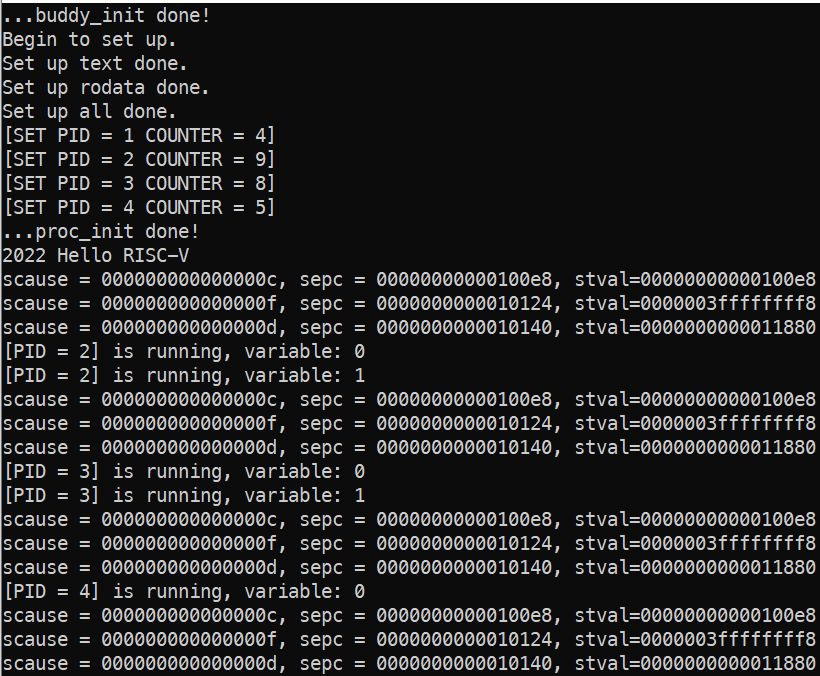 ...buddy_init done!
Begin to set up.
Set up text done.
Set up rodata done.
Set up all done.
[SET PID = 1 COUNTER = 4]
[SET PID = 2 COUNTER = 9]
[SET PID = 3 COUNTER = 8]
[SET PID = 4 COUNTER = 5]
...proc_init done!
2022 Hello RISC-V
scause = 000000000000000c, sepc = 00000000000100e8, stval=00000000000100e8
scause = 000000000000000f, sepc = 0000000000010124, stval=0000003ffffffff8
scause = 000000000000000d, sepc = 0000000000010140, stval=0000000000011880
[PID = 2] is running, variable: 0
[PID = 2] is running, variable: 1
scause = 000000000000000c, sepc = 00000000000100e8, stval=00000000000100e8
scause = 000000000000000f, sepc = 0000000000010124, stval=0000003ffffffff8
scause = 000000000000000d, sepc = 0000000000010140, stval=0000000000011880
[PID = 3] is running, variable: 0
[PID = 3] is running, variable: 1
scause = 000000000000000c, sepc = 00000000000100e8, stval=00000000000100e8
scause = 000000000000000f, sepc = 0000000000010124, stval=0000003ffffffff8
scause = 000000000000000d, sepc = 0000000000010140, stval=0000000000011880
[PID = 4] is running, variable: 0
scause = 000000000000000c, sepc = 00000000000100e8, stval=00000000000100e8
scause = 000000000000000f, sepc = 0000000000010124, stval=0000003ffffffff8
scause = 000000000000000d, sepc = 0000000000010140, stval=0000000000011880